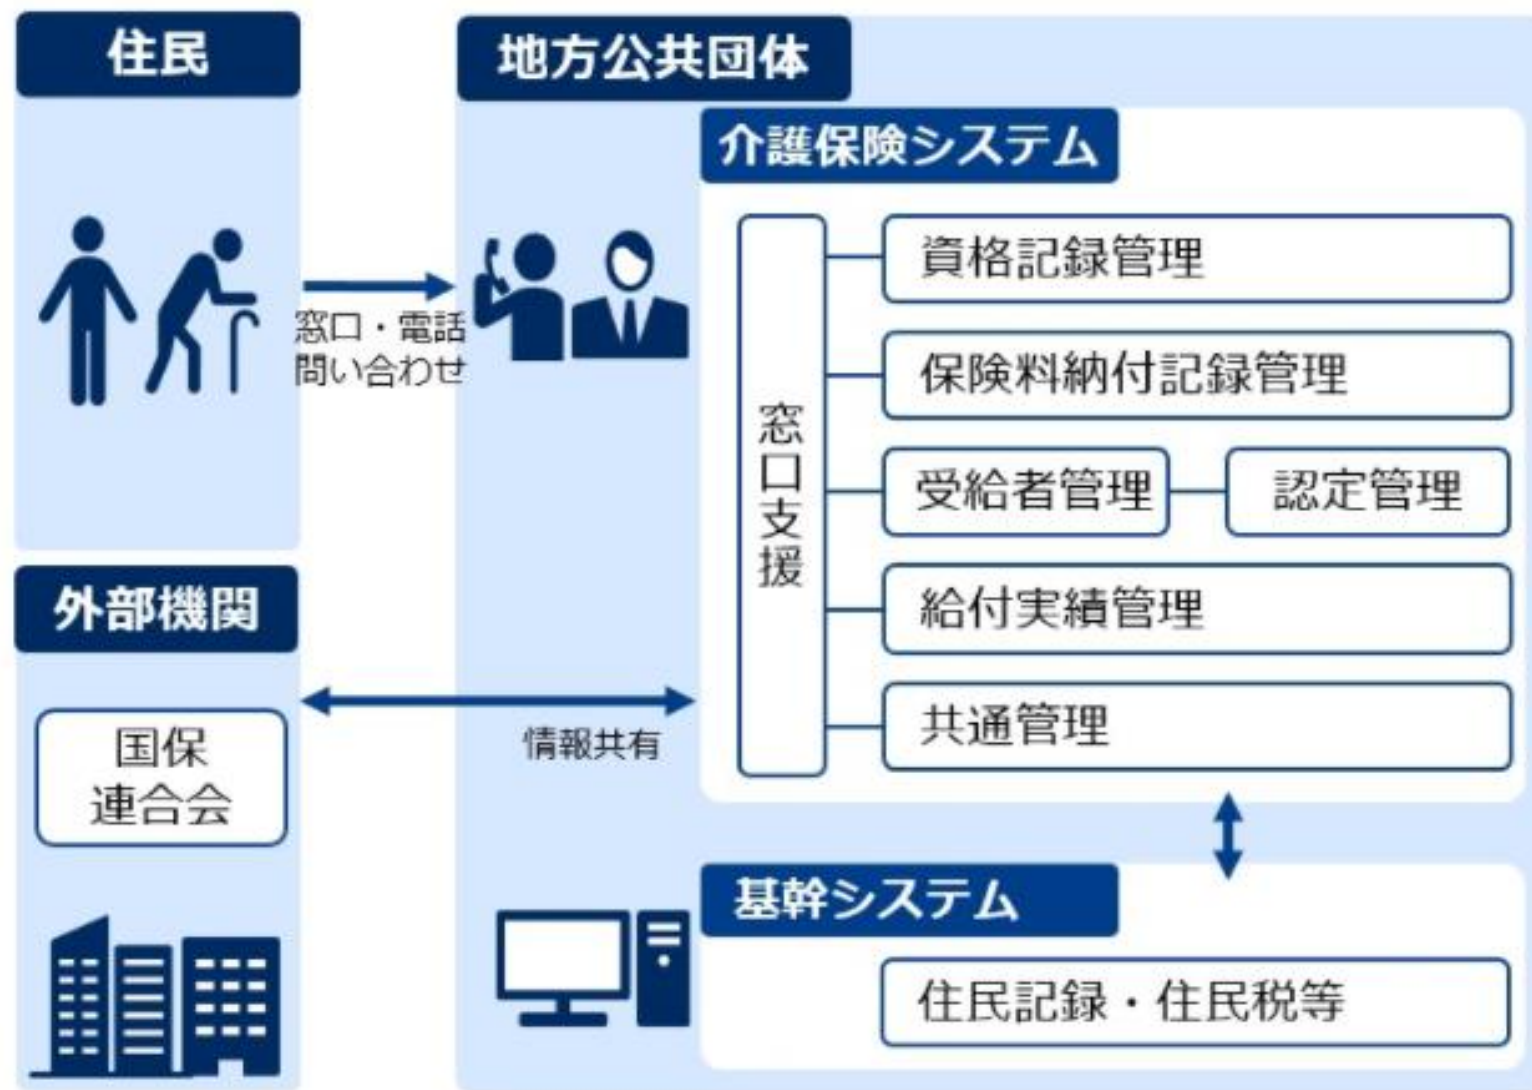 住民
窓口・電話
問い合わせ
外部機関
国保
連合会
情報共有
地方公共団体
介護保険システム
窓口支援
資格記録管理
保険料納付記録管理
受給者管理
認定管理
給付実績管理
共通管理
基幹システム
住民記録・住民税等